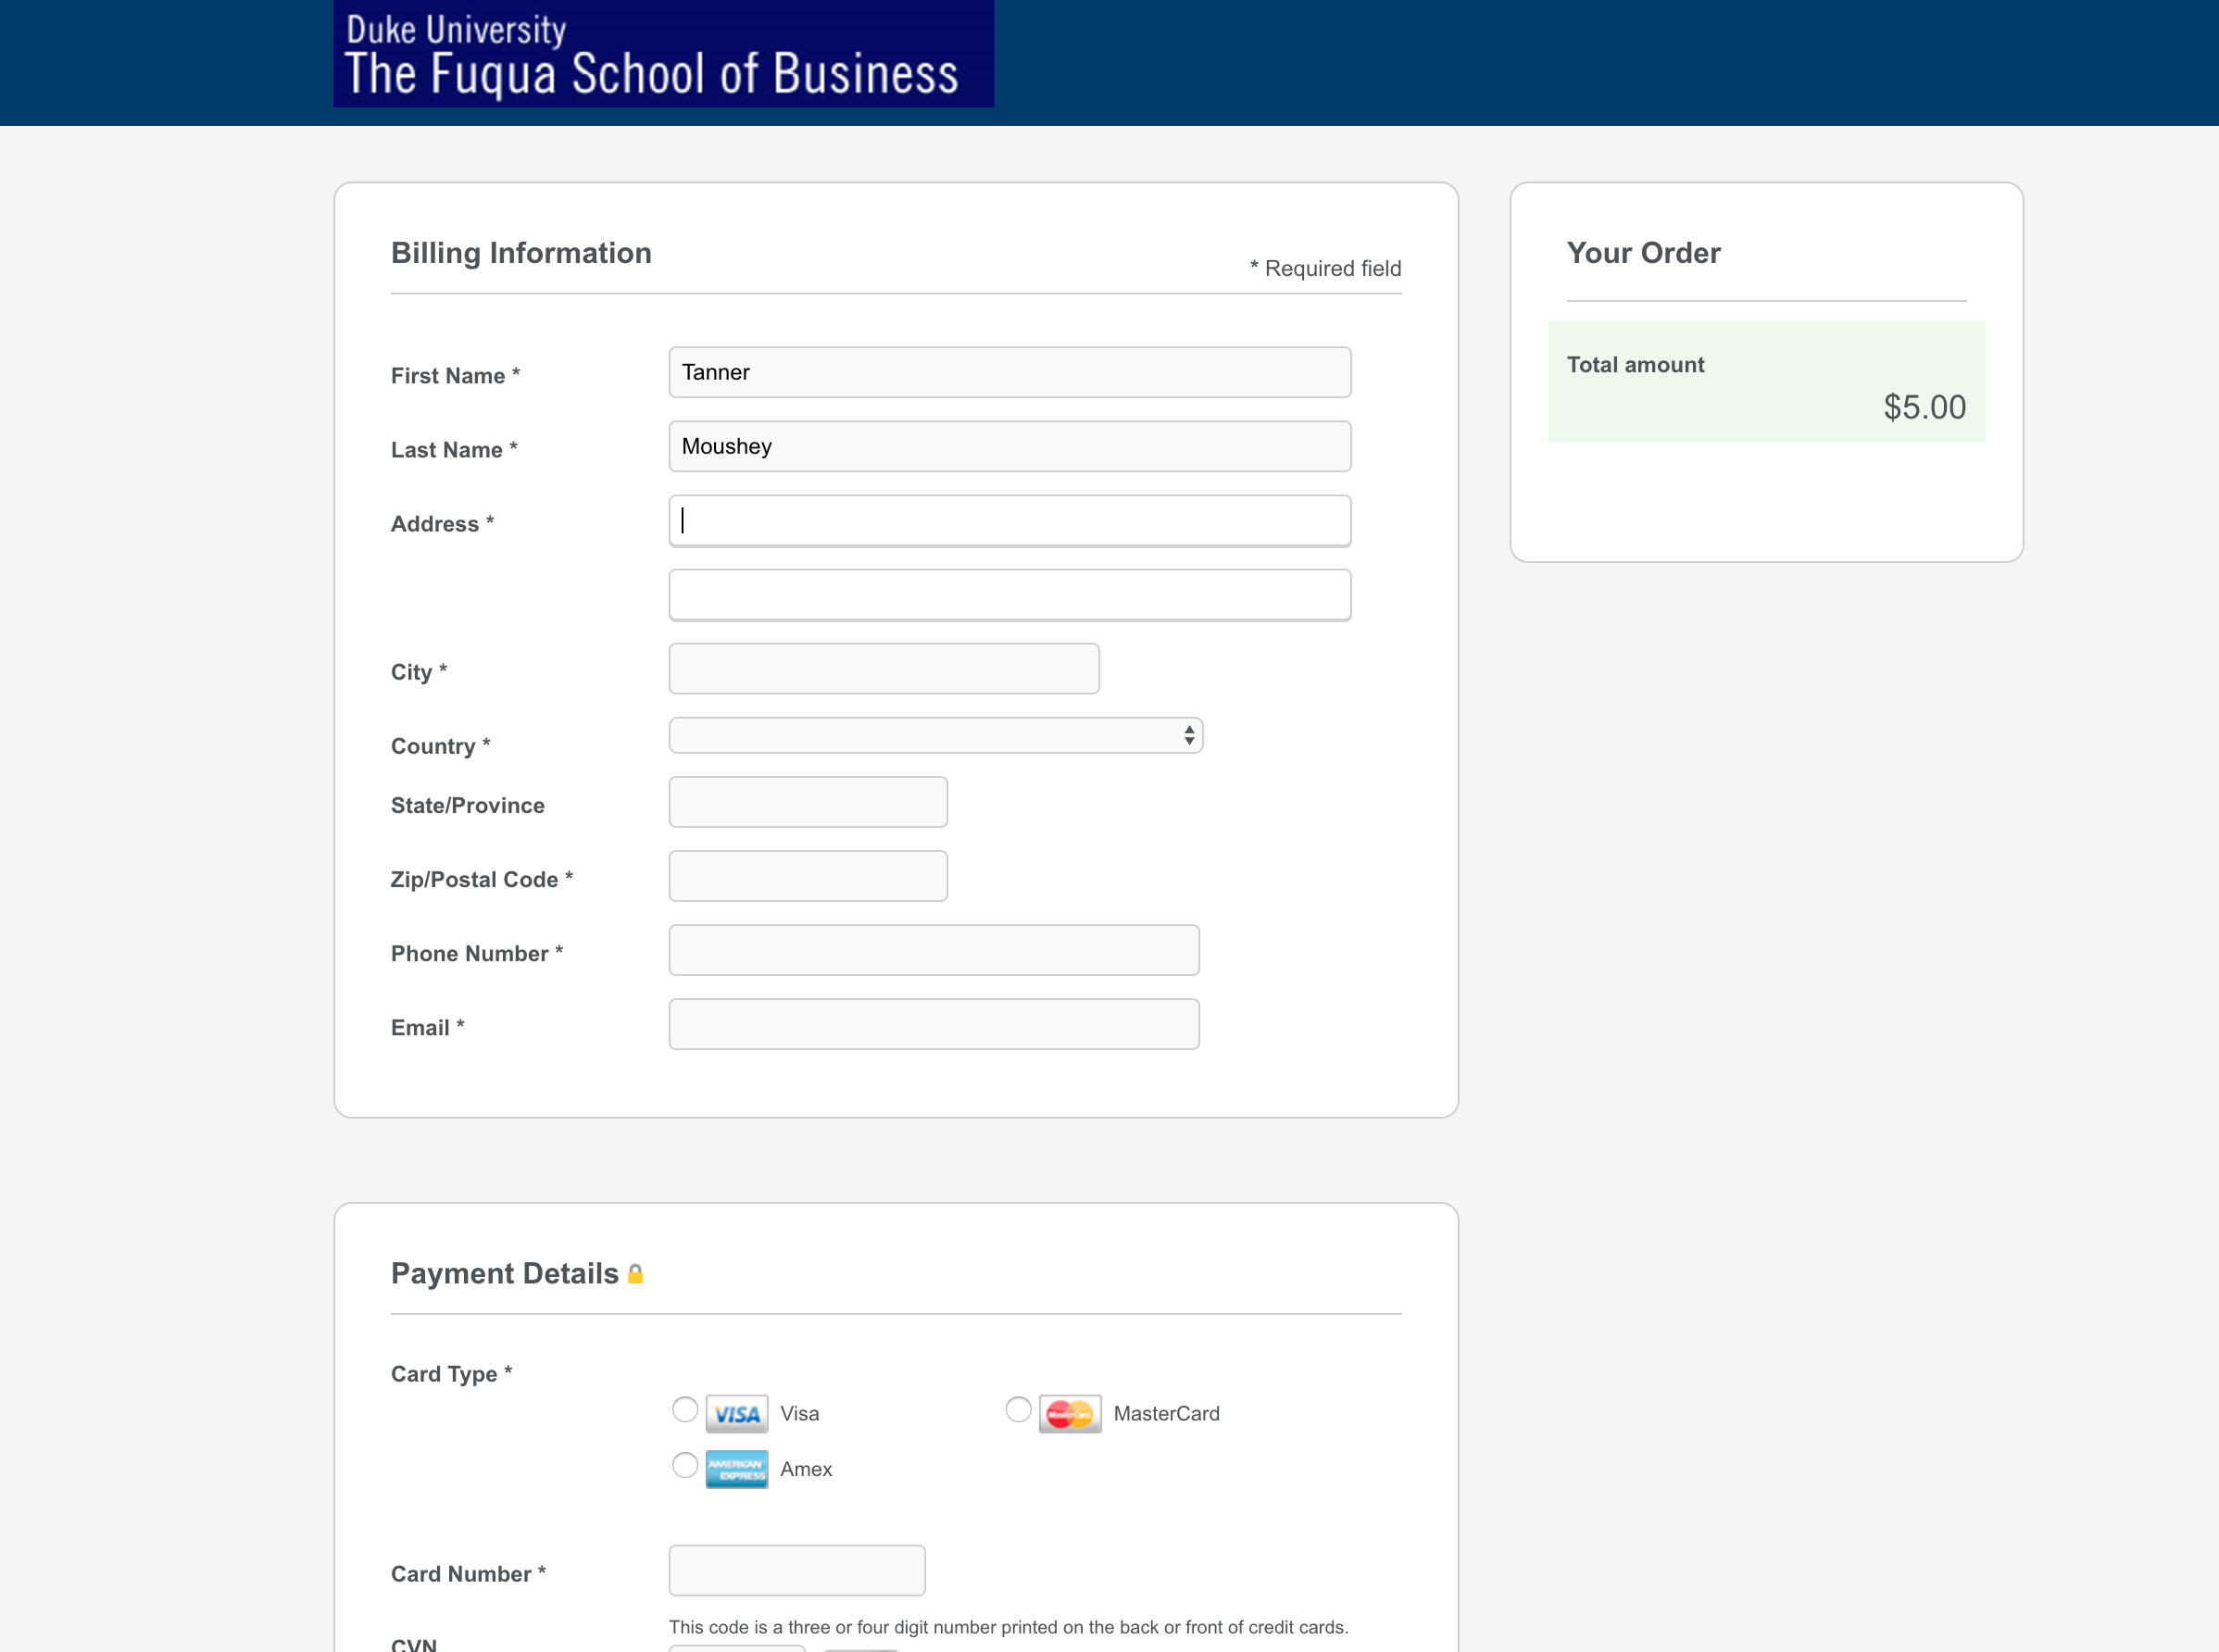 Duke University
The Fuqua School of Business
Billing Information
* Required field
First Name *
Tanner
Last Name *
Moushey
Address *
City *
Country *
State/Province
Zip/Postal Code *
Phone Number *
Email *
Your Order
Total amount
$5.00
Payment Details
Card Type *
VISA Visa
MasterCard MasterCard
AMERICAN EXPRESS Amex
Card Number *
This code is a three or four digit number printed on the back or front of credit cards.
CVN